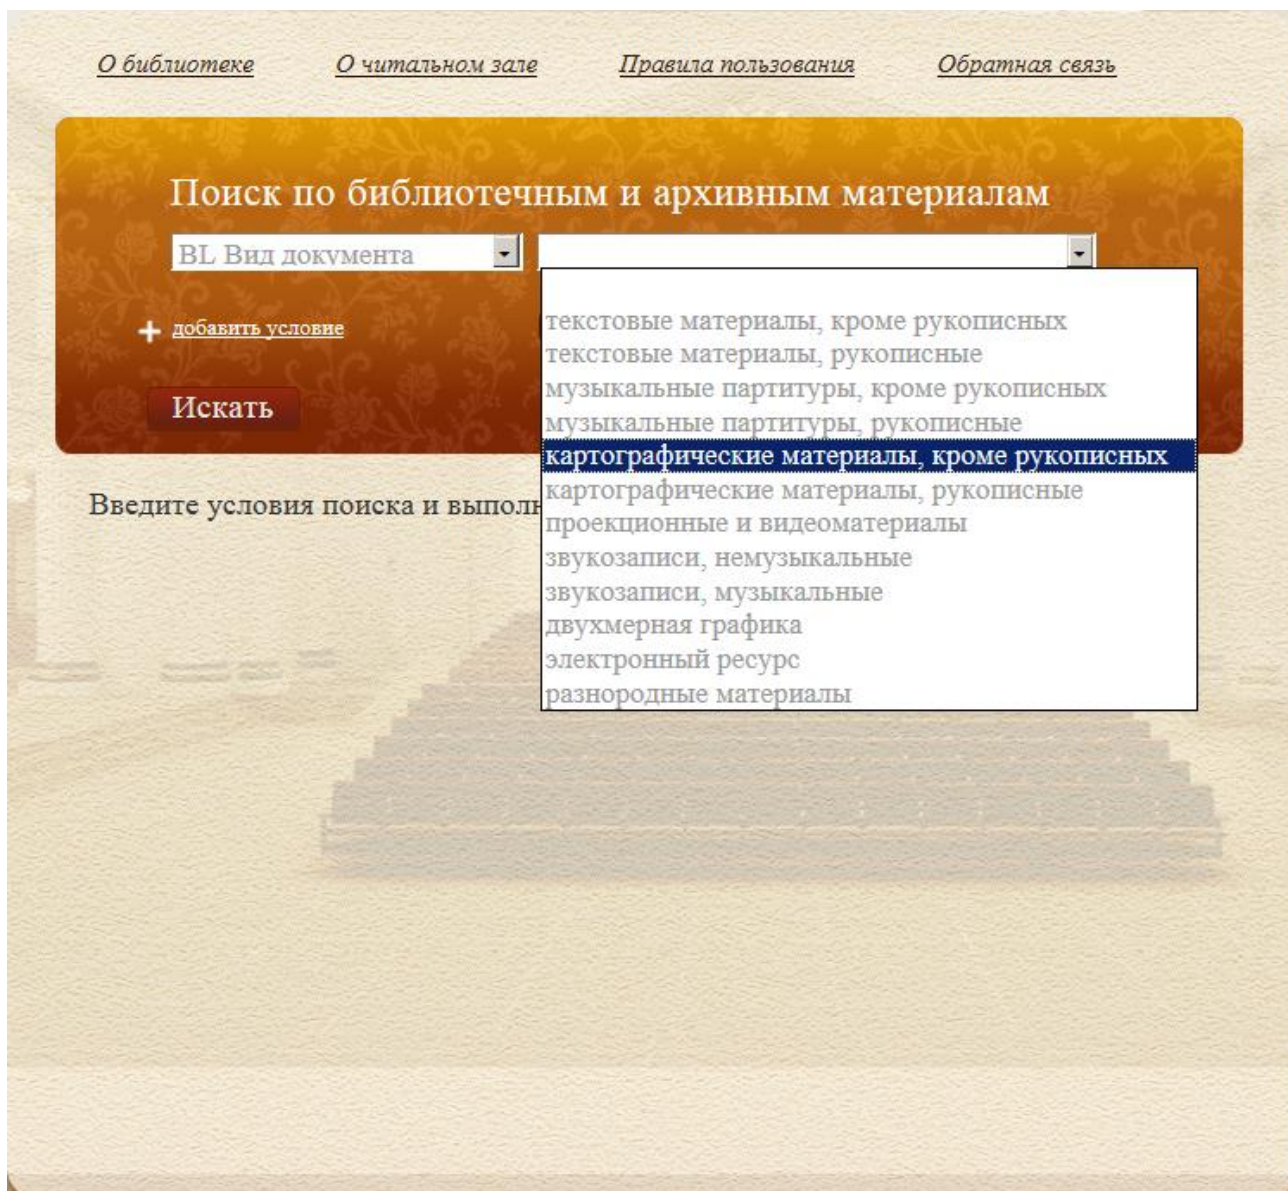 О библиотеке О читальном зале Правила пользования Обратная связь
Поиск по библиотечным и архивным материалам
BL Вид документа
добавить условие
Искать
Введите условия поиска и
текстовые материалы, кроме рукописных
текстовые материалы, рукописные
музыкальные партитуры, кроме рукописных
музыкальные партитуры, рукописные
картографические материалы, кроме рукописных
картографические материалы, рукописные
проекционные и видеоматериалы
звукозаписи, немузыкальные
звукозаписи, музыкальные
двухмерная графика
электронный ресурс
разнородные материалы